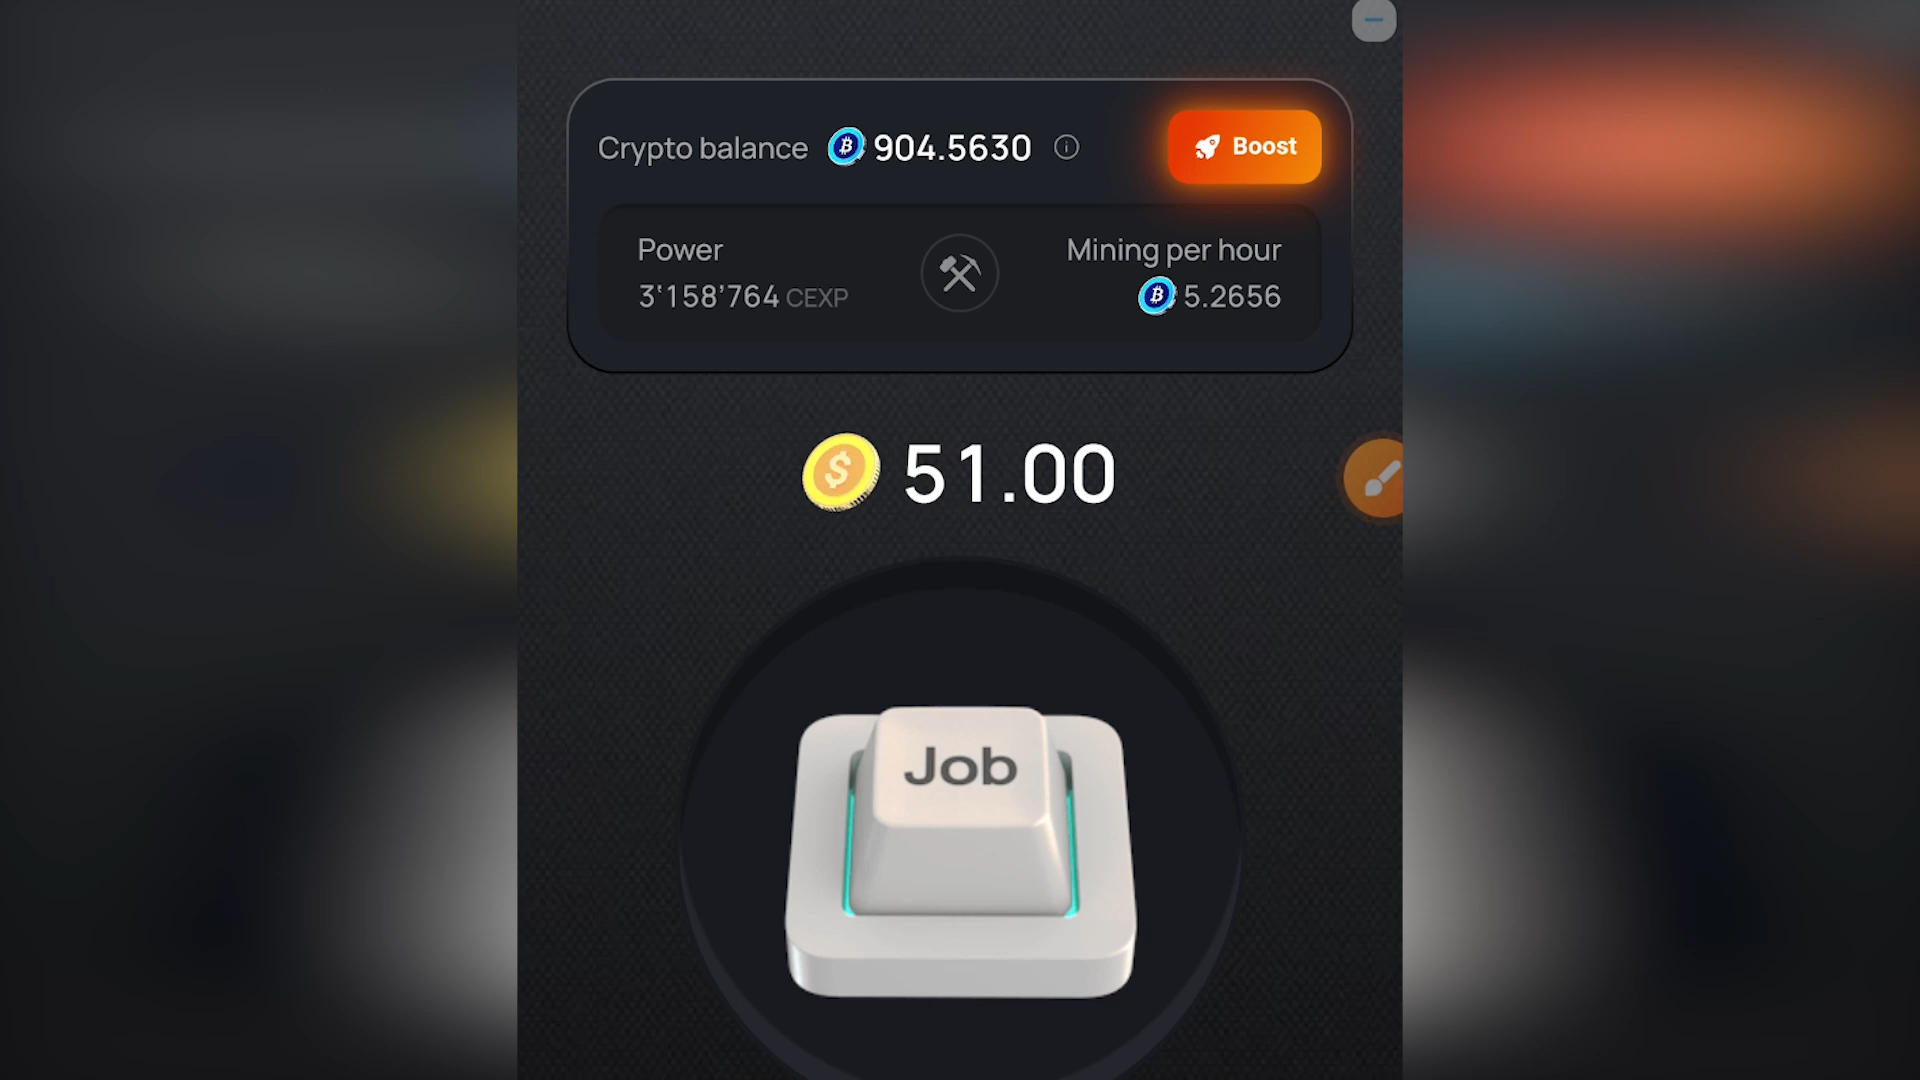 Crypto balance 904.5630 Boost
Power Mining per hour
3'158'764 CEXP 5.2656
51.00
Job